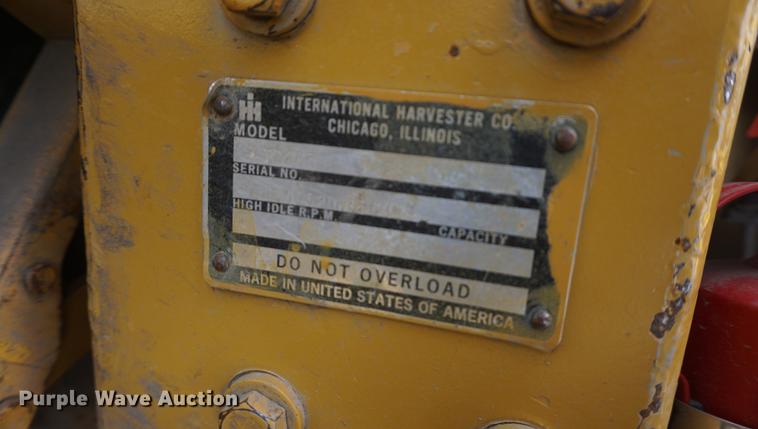 IH INTERNATIONAL HARVESTER CO.
CHICAGO, ILLINOIS
MODEL
SERIAL NO.
HIGH IDLE R.P.M.
CAPACITY
DO NOT OVERLOAD
MADE IN UNITED STATES OF AMERICA
Purple Wave Auction